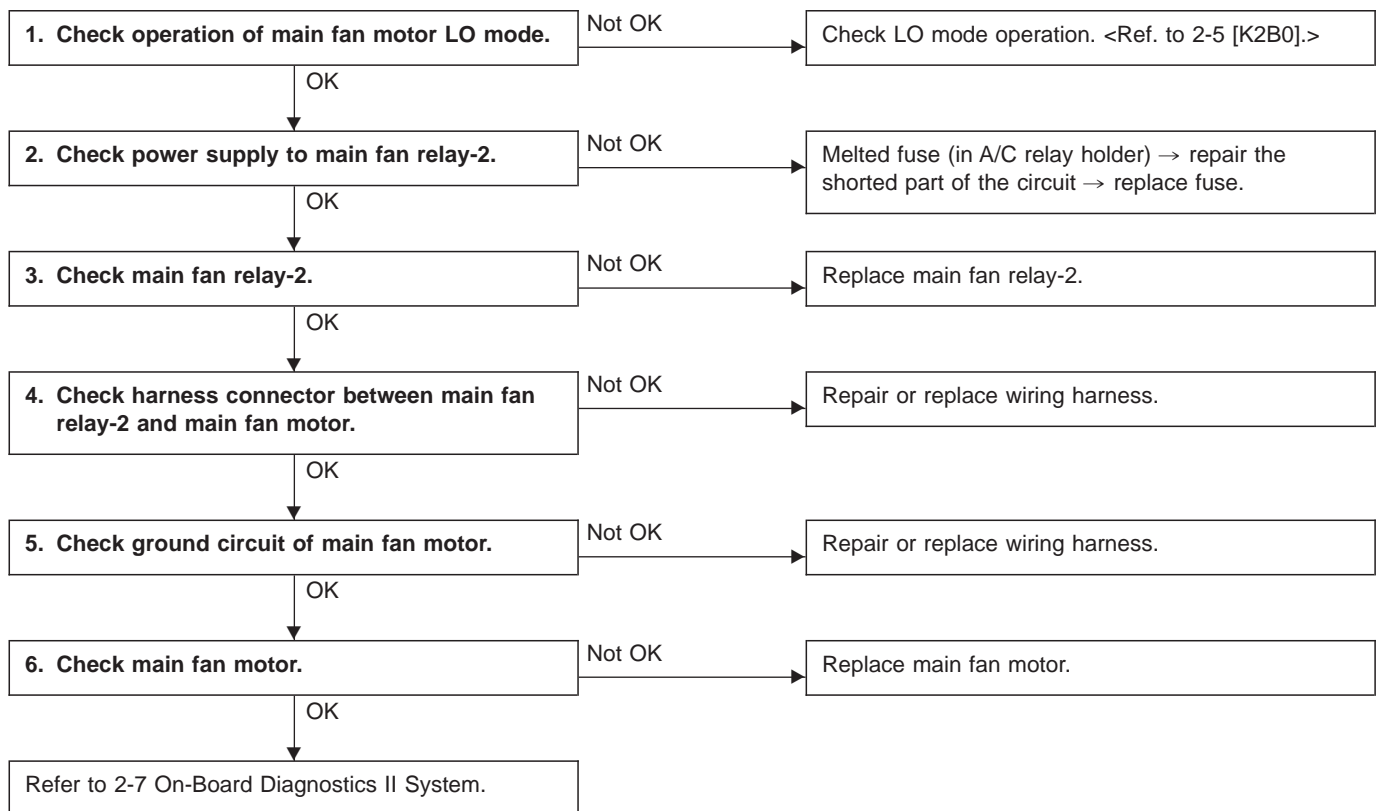 1. Check operation of main fan motor LO mode.
Not OK
Check LO mode operation. <Ref. to 2-5 [K2B0].>
OK
2. Check power supply to main fan relay-2.
Not OK
Melted fuse (in A/C relay holder) → repair the
shorted part of the circuit → replace fuse.
OK
3. Check main fan relay-2.
Not OK
Replace main fan relay-2.
OK
4. Check harness connector between main fan
relay-2 and main fan motor.
Not OK
Repair or replace wiring harness.
OK
5. Check ground circuit of main fan motor.
Not OK
Repair or replace wiring harness.
OK
6. Check main fan motor.
Not OK
Replace main fan motor.
OK
Refer to 2-7 On-Board Diagnostics II System.